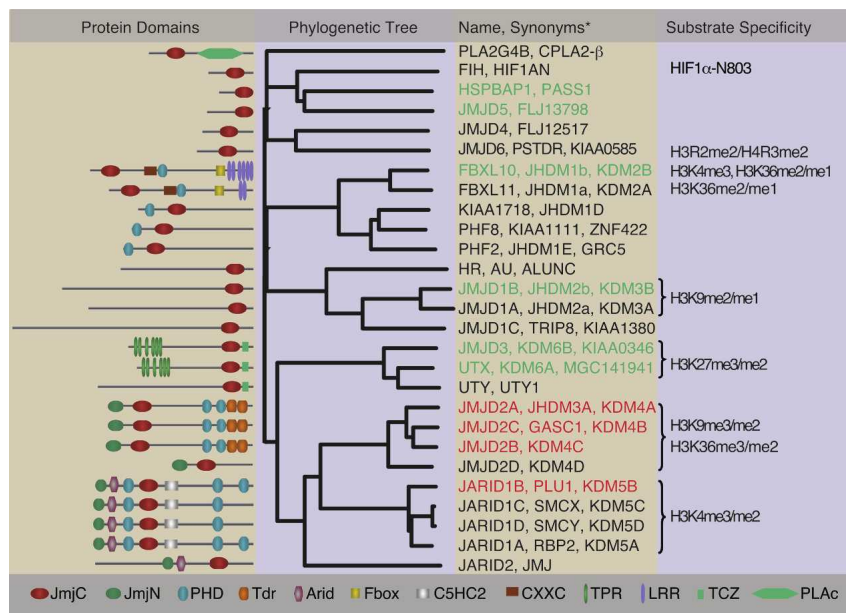 Protein Domains Phylogenetic Tree Name, Synonyms* Substrate Specificity
PLA2G4B, CPLA2-β
FIH, HIF1AN HIF1α-N803
HSPBAP1, PASS1
JMJD5, FLJ13798
JMJD4, FLJ12517
JMJD6, PSTDR, KIAA0585 H3R2me2/H4R3me2
FBXL10, JHDM1b, KDM2B H3K4me3, H3K36me2/me1
FBXL11, JHDM1a, KDM2A H3K36me2/me1
KIAA1718, JHDM1D
PHF8, KIAA1111, ZNF422
PHF2, JHDM1E, GRC5
HR, AU, ALUNC
JMJD1B, JHDM2b, KDM3B
H3K9me2/me1
JMJD1A, JHDM2a, KDM3A
JMJD1C, TRIP8, KIAA1380
JMJD3, KDM6B, KIAA0346
H3K27me3/me2
UTX, KDM6A, MGC141941
UTY, UTY1
JMJD2A, JHDM3A, KDM4A
JMJD2C, GASC1, KDM4B H3K9me3/me2
JMJD2B, KDM4C H3K36me3/me2
JMJD2D, KDM4D
JARID1B, PLU1, KDM5B
JARID1C, SMCX, KDM5C
H3K4me3/me2
JARID1D, SMCY, KDM5D
JARID1A, RBP2, KDM5A
JARID2, JMJ
JmjC JmjN PHD Tdr Arid Fbox C5HC2 CXXC TPR LRR TCZ PLAc